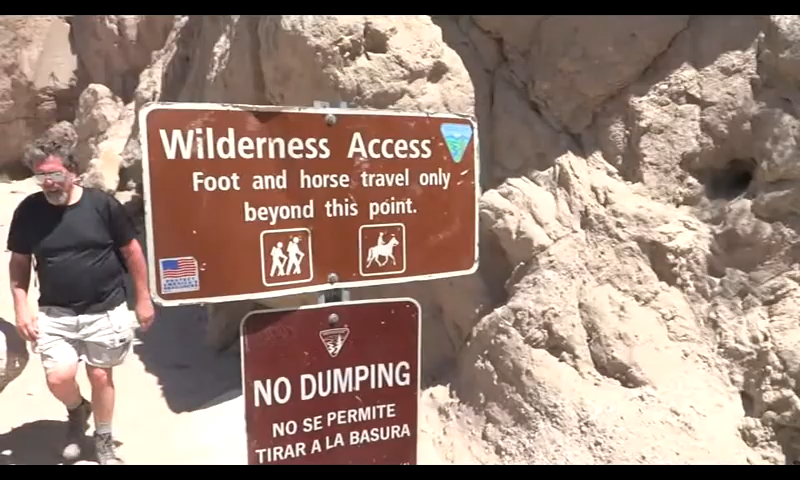 Wilderness Access
Foot and horse travel only
beyond this point.
NO DUMPING
NO SE PERMITE
TIRAR A LA BASURA